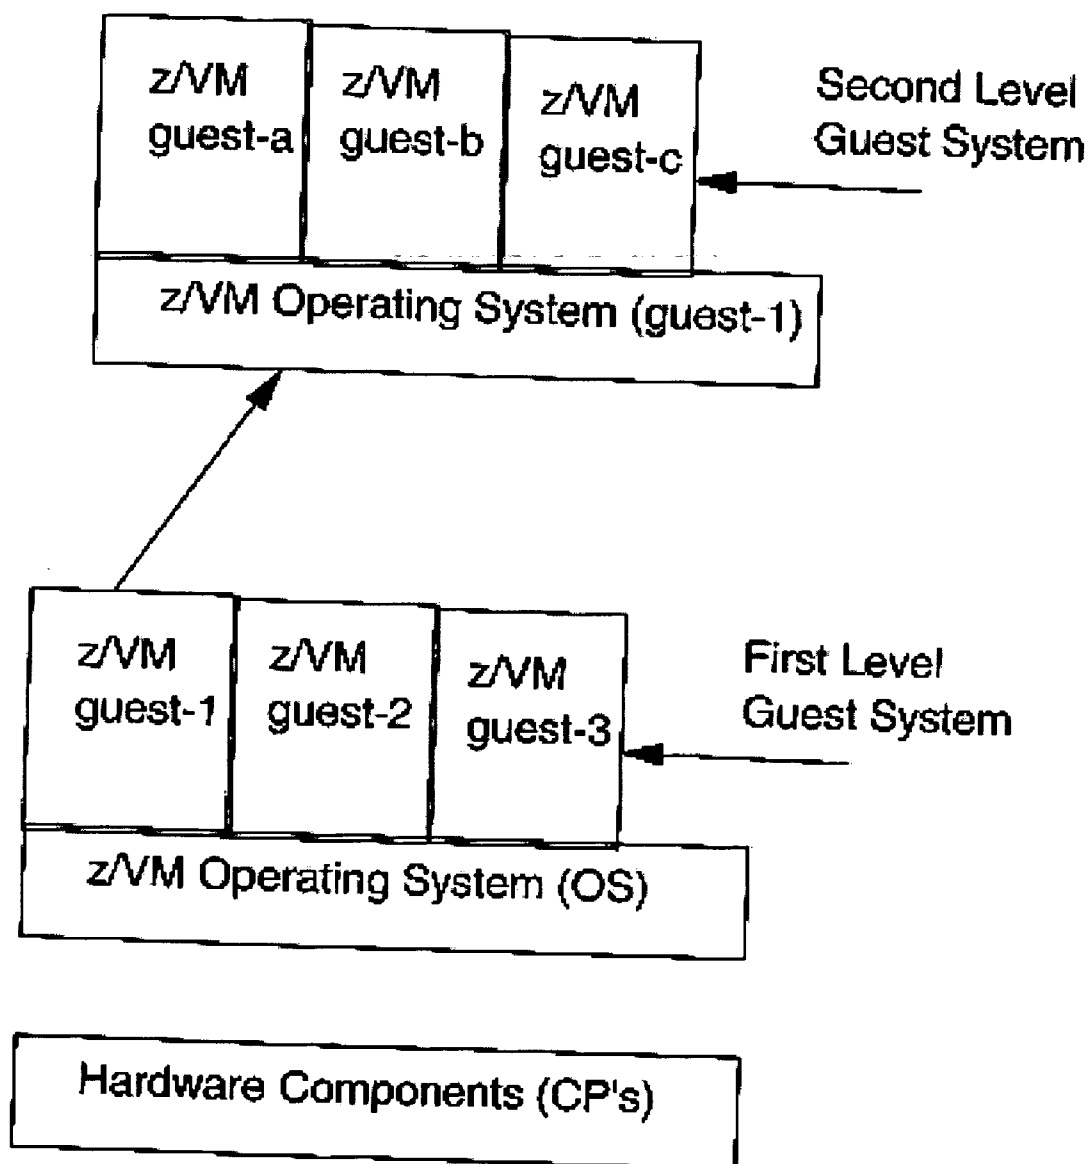 z/VM
guest-a
z/VM
guest-b
z/VM
guest-c
Second Level
Guest System
z/VM Operating System (guest-1)
z/VM
guest-1
z/VM
guest-2
z/VM
guest-3
First Level
Guest System
z/VM Operating System (OS)
Hardware Components (CP's)